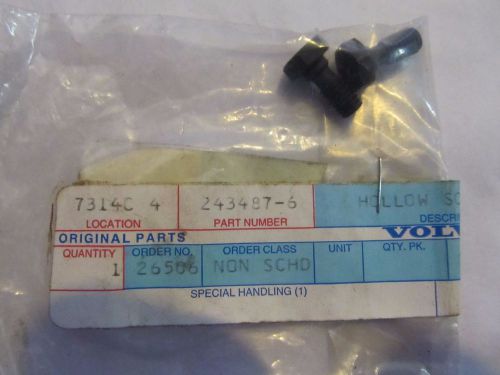 7314C 4 243487-6 HOLLOW SC
LOCATION PART NUMBER DESCRI
ORIGINAL PARTS VOLV
QUANTITY ORDER NO. ORDER CLASS UNIT QTY. PK.
1 26506 NON SCHD
SPECIAL HANDLING (1)